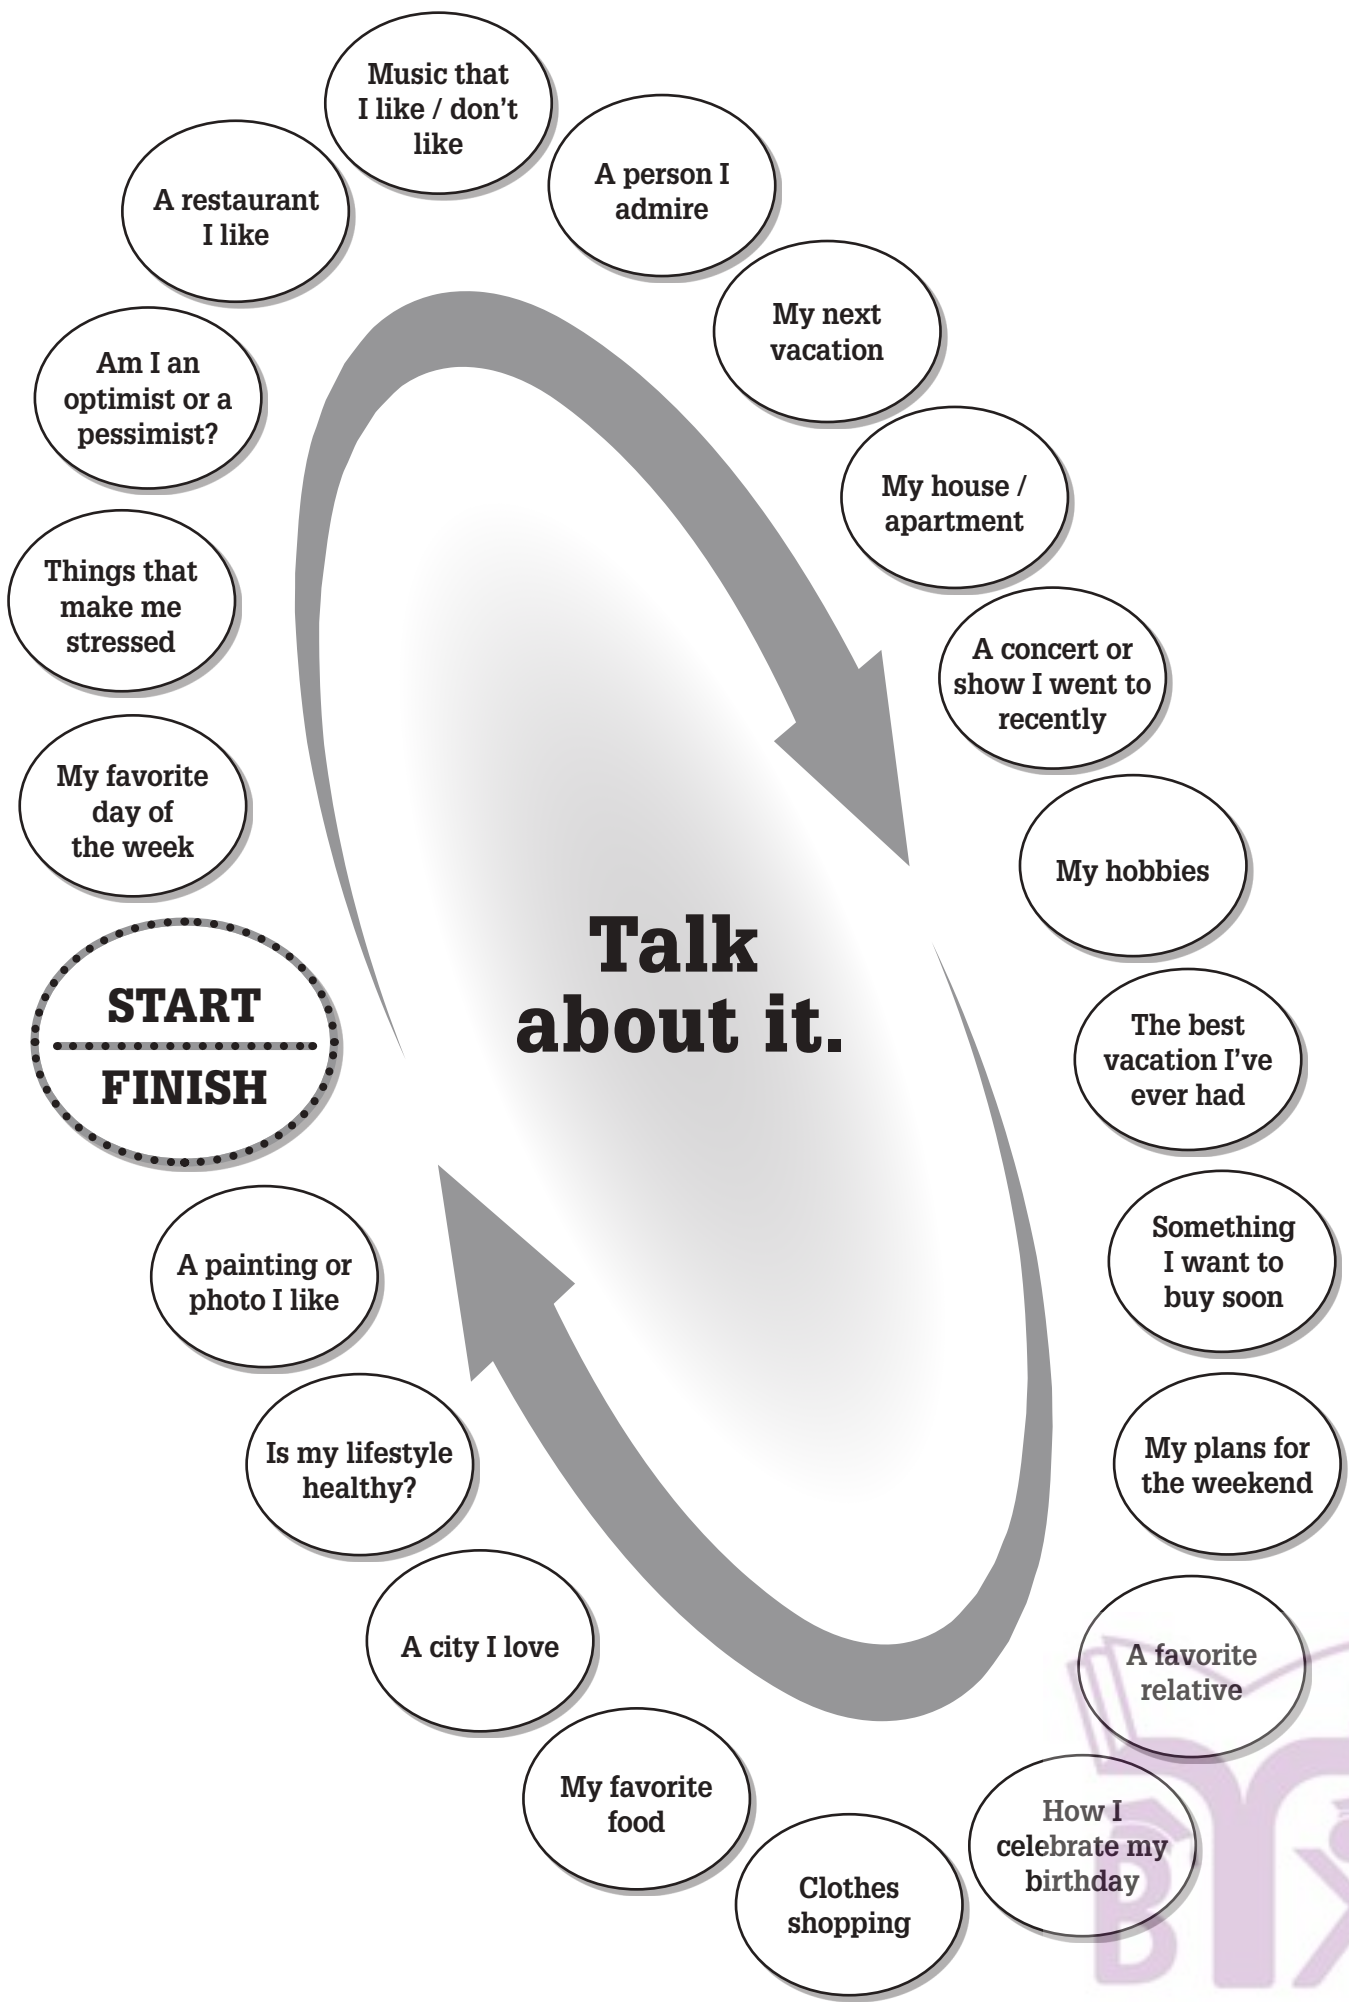 START
FINISH
My favorite
day of
the week
Things that
make me
stressed
Am I an
optimist or a
pessimist?
A restaurant
I like
Music that
I like / don't
like
A person I
admire
My next
vacation
My house /
apartment
A concert or
show I went to
recently
My hobbies
The best
vacation I've
ever had
Something
I want to
buy soon
My plans for
the weekend
A favorite
relative
How I
celebrate my
birthday
Clothes
shopping
My favorite
food
A city I love
Is my lifestyle
healthy?
A painting or
photo I like
Talk
about it.